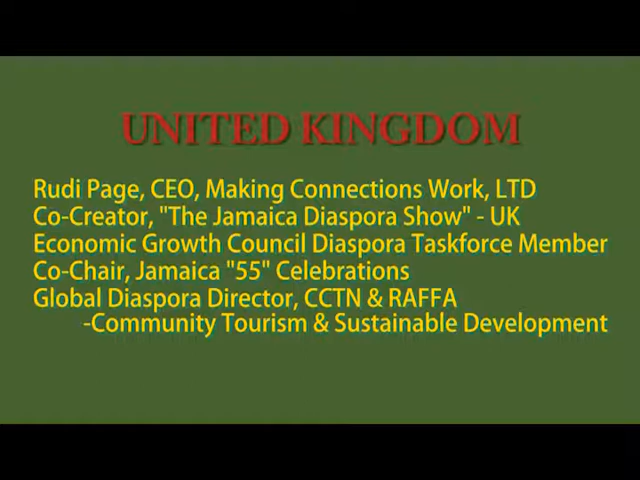 UNITED KINGDOM
Rudi Page, CEO, Making Connections Work, LTD
Co-Creator, "The Jamaica Diaspora Show" - UK
Economic Growth Council Diaspora Taskforce Member
Co-Chair, Jamaica "55" Celebrations
Global Diaspora Director, CCTN & RAFFA
-Community Tourism & Sustainable Development